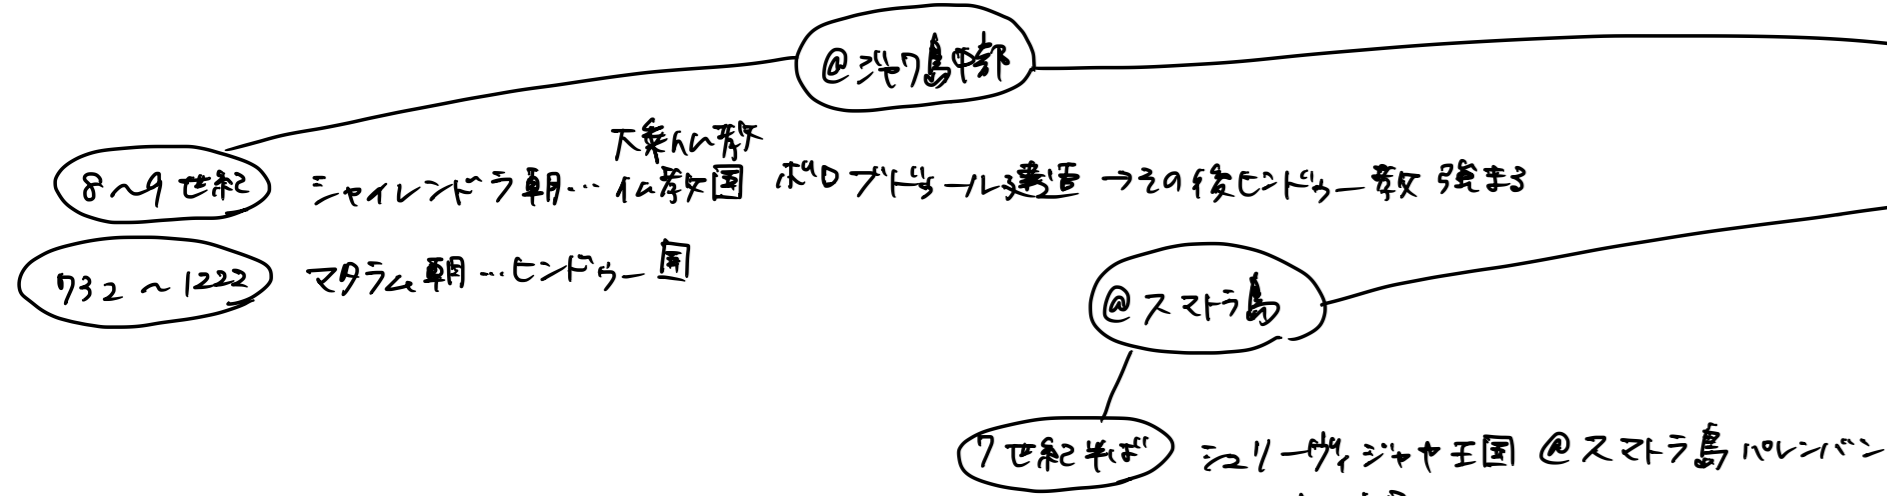 @ジャワ島中部
大乗仏教
8〜9世紀 シャイレンドラ朝…仏教国 ボロブドゥール建造 →その後ヒンドゥー教 強まる
732〜1222 マタラム朝…ヒンドゥー国
@スマトラ島
7世紀半ば シュリーヴィジャヤ王国 @スマトラ島パレンバン